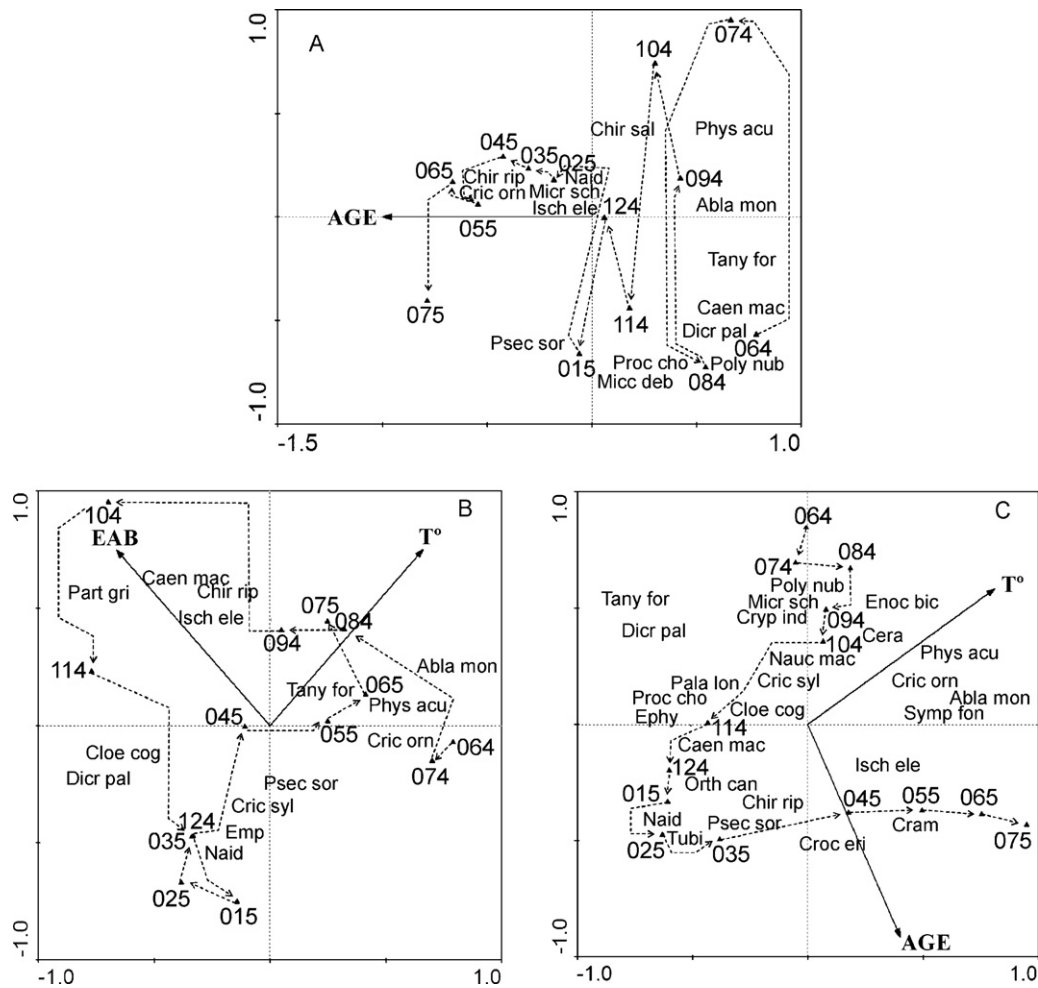 1.0
A
074
104
Chir sal
Phys acu
045
035
025
065
Chir rip
Naid
094
Cric orn
Micr sch
Isch ele
124
Abla mon
AGE
055
Tany for
075
114
Caen mac
Psec sor
Dicr pal
064
015
Proc cho
Poly nub
Micc deb
084
-1.0
-1.5
1.0
1.0
B
104
EAB
Tº
Caen mac
Part gri
Chir rip
075
Isch ele
084
094
114
Abla mon
Tany for
065
045
Phys acu
055
Cric orn
064
Cloe cog
074
Dicr pal
Psec sor
Cric syl
124
035
Emp
Naid
025
015
-1.0
-1.0
1.0
1.0
C
064
084
074
Poly nub
Tº
Tany for
Micr sch
Enoc bic
Cryp ind
094
Dicr pal
104
Cera
Nauc mac
Phys acu
Pala lon
Cric syl
Cric orn
Proc cho
Abla mon
Ephy
Cloe cog
Symp fon
114
Caen mac
124
Isch ele
015
Orth can
Chir rip
045
055
065
Naid
Psec sor
Cram
075
Tubi
025
035
Croc eri
AGE
-1.0
-1.0
1.0